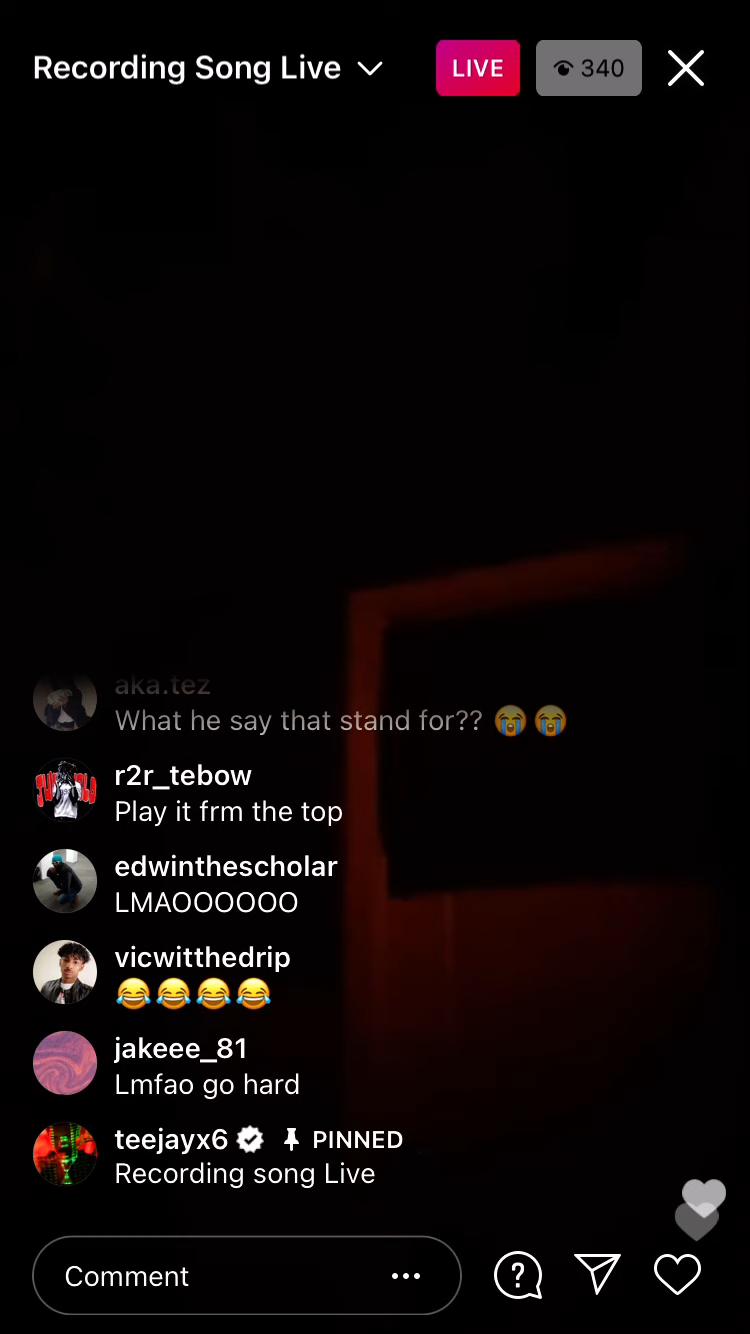 Recording Song Live
LIVE
340
aka.tez
What he say that stand for?? 😭😭
r2r_tebow
Play it frm the top
edwinthescholar
LMAOOOOOO
vicwitthedrip
😂😂😂😂
jakeee_81
Lmfao go hard
teejayx6 PINNED
Recording song Live
Comment